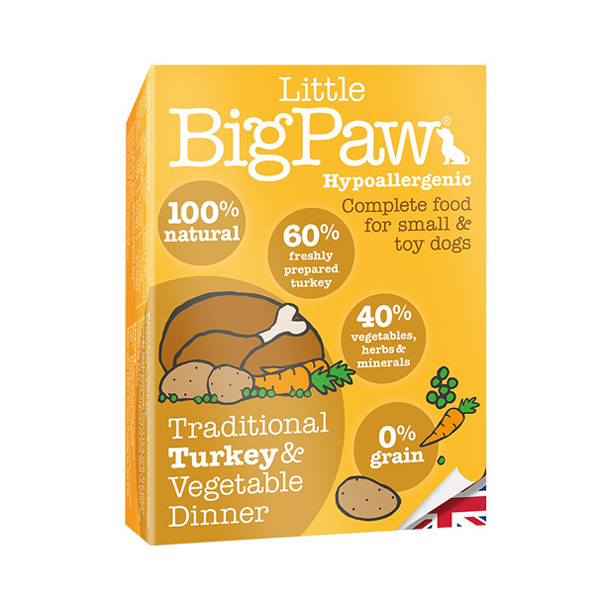 Little
BigPaw®
Hypoallergenic
Complete food
for small &
toy dogs
100%
natural
60%
freshly
prepared
turkey
40%
vegetables,
herbs &
minerals
0%
grain
Traditional
Turkey &
Vegetable
Dinner